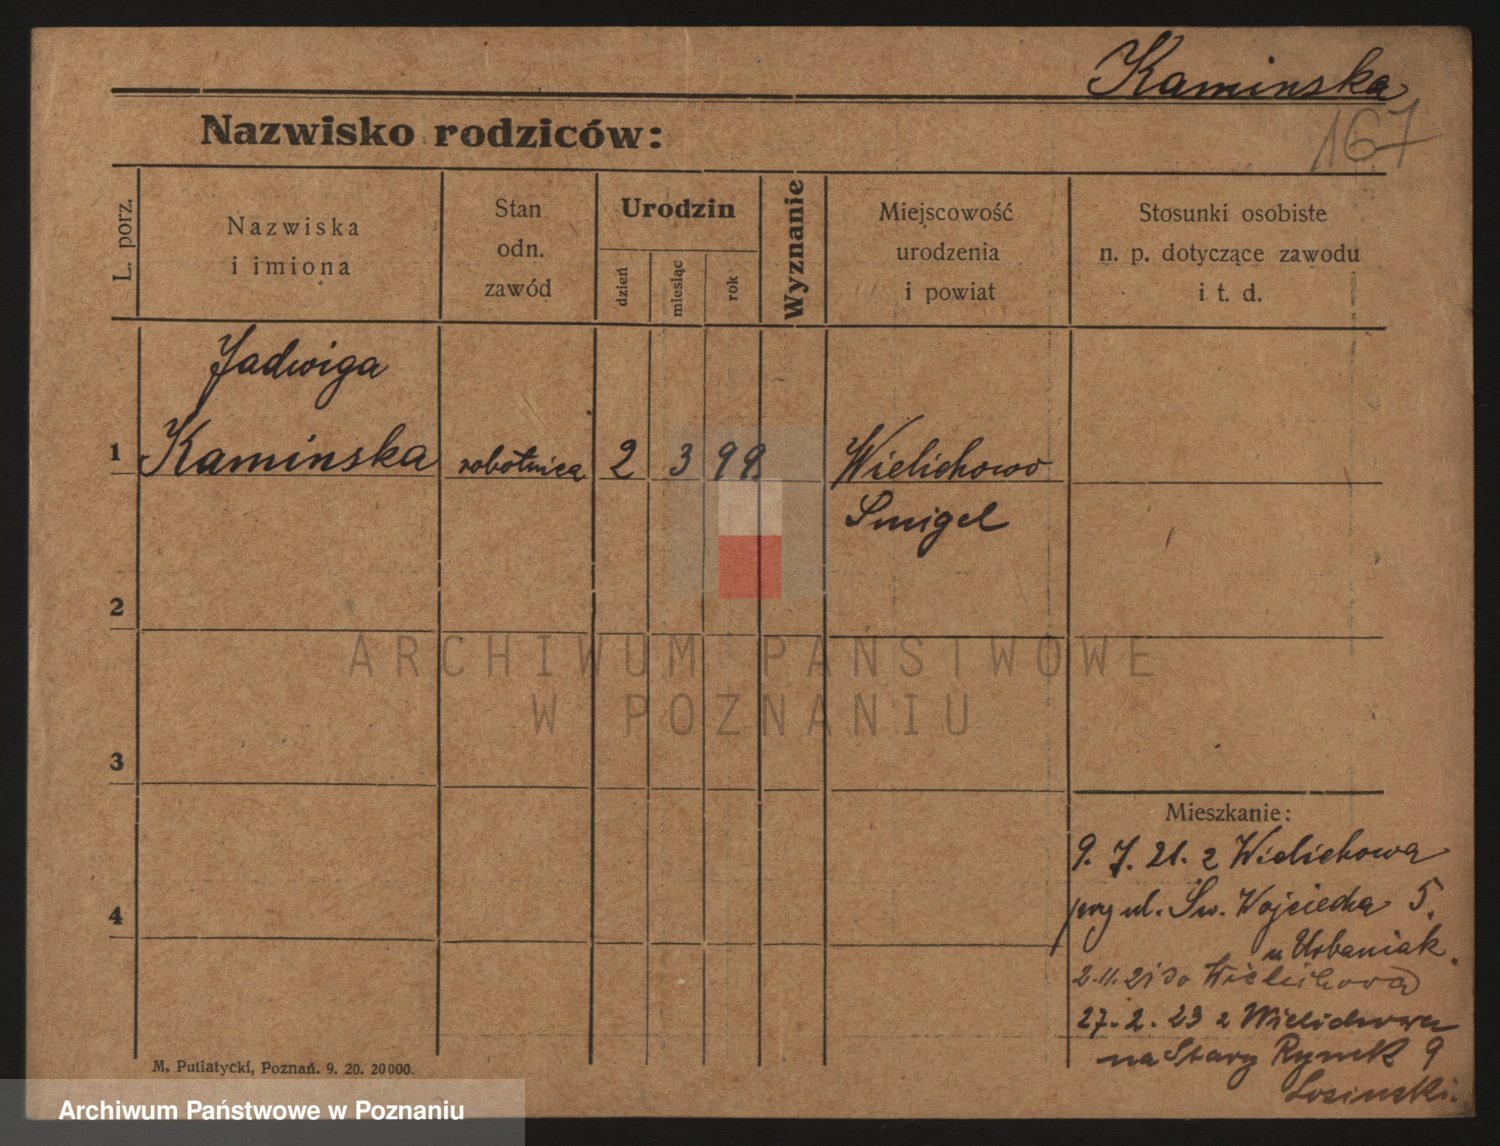 Kaminska
167
Nazwisko rodziców:
L. porz.
Nazwiska
i imiona
Stan
odn.
zawód
Urodzin
dzień
miesiąc
rok
Wyznanie
Miejscowość
urodzenia
i powiat
Stosunki osobiste
n. p. dotyczące zawodu
i t. d.
Jadwiga
1 Kaminska robotnica 2 3 99. Wielichowo
Smigel
2
ARCHIWUM PAŃSTWOWE
W POZNANIU
3
Mieszkanie:
9. 7. 21. z Wielichowa
przy ul. Św. Wojciecha 5.
4
u Urbaniak.
2.11.21 do Wielichowa
27. 2. 23 z Wielichowa
na Stary Rynek 9
Losinski.
M. Putiatycki, Poznań. 9. 20. 20000.
Archiwum Państwowe w Poznaniu